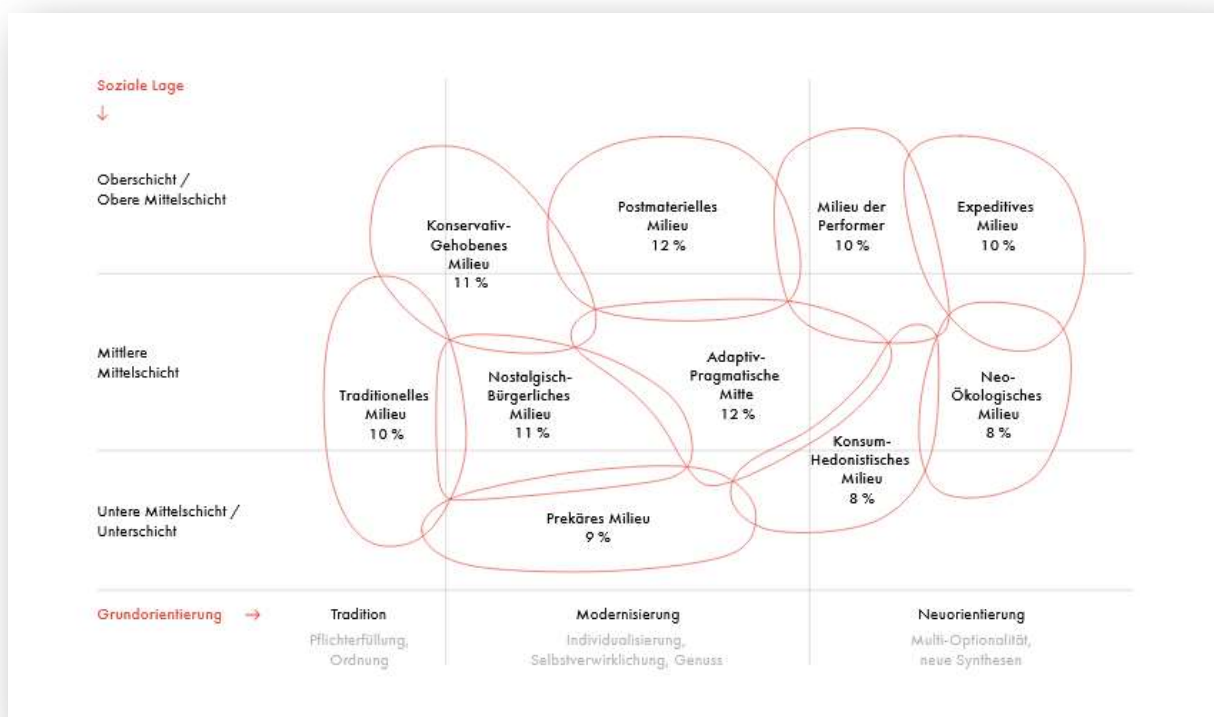 Soziale Lage
↓
Oberschicht /
Obere Mittelschicht
Konservativ-
Gehobenes
Milieu
11 %
Postmaterielles
Milieu
12 %
Milieu der
Performer
10 %
Expeditives
Milieu
10 %
Mittlere
Mittelschicht
Traditionelles
Milieu
10 %
Nostalgisch-
Bürgerliches
Milieu
11 %
Adaptiv-
Pragmatische
Mitte
12 %
Neo-
Ökologisches
Milieu
8 %
Konsum-
Hedonistisches
Milieu
8 %
Untere Mittelschicht /
Unterschicht
Prekäres Milieu
9 %
Grundorientierung →
Tradition
Pflichterfüllung,
Ordnung
Modernisierung
Individualisierung,
Selbstverwirklichung, Genuss
Neuorientierung
Multi-Optionalität,
neue Synthesen